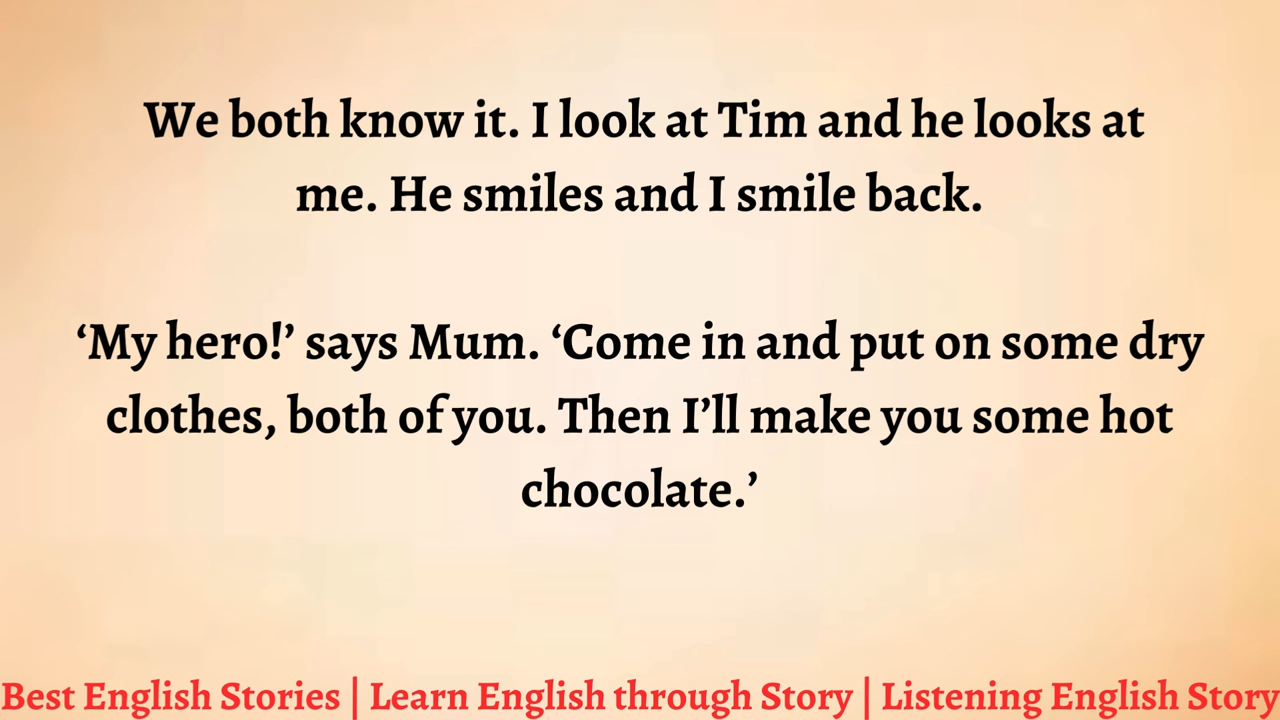 We both know it. I look at Tim and he looks at
me. He smiles and I smile back.
‘My hero!’ says Mum. ‘Come in and put on some dry
clothes, both of you. Then I’ll make you some hot
chocolate.’
Best English Stories | Learn English through Story | Listening English Story